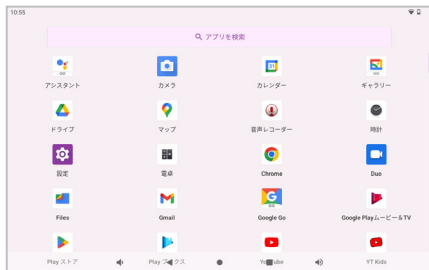 10:55
アプリを検索
アシスタント カメラ カレンダー ギャラリー
ドライブ マップ 音声レコーダー 時計
設定 電卓 Chrome Duo
Files Gmail Google Go Google Playムービー＆TV
Play ストア YT Kids